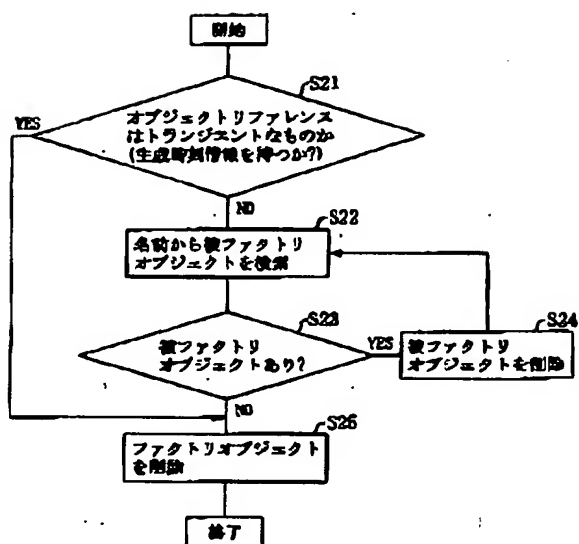 開始
S21
YES
オブジェクトリファレンス
はトランジエントなものか
(生成時刻情報を持つか?)
NO
S22
名前から被ファクトリ
オブジェクトを検索
S23
被ファクトリ
オブジェクトあり?
YES
S24
被ファクトリ
オブジェクトを削除
NO
S25
ファクトリオブジェクト
を削除
終了